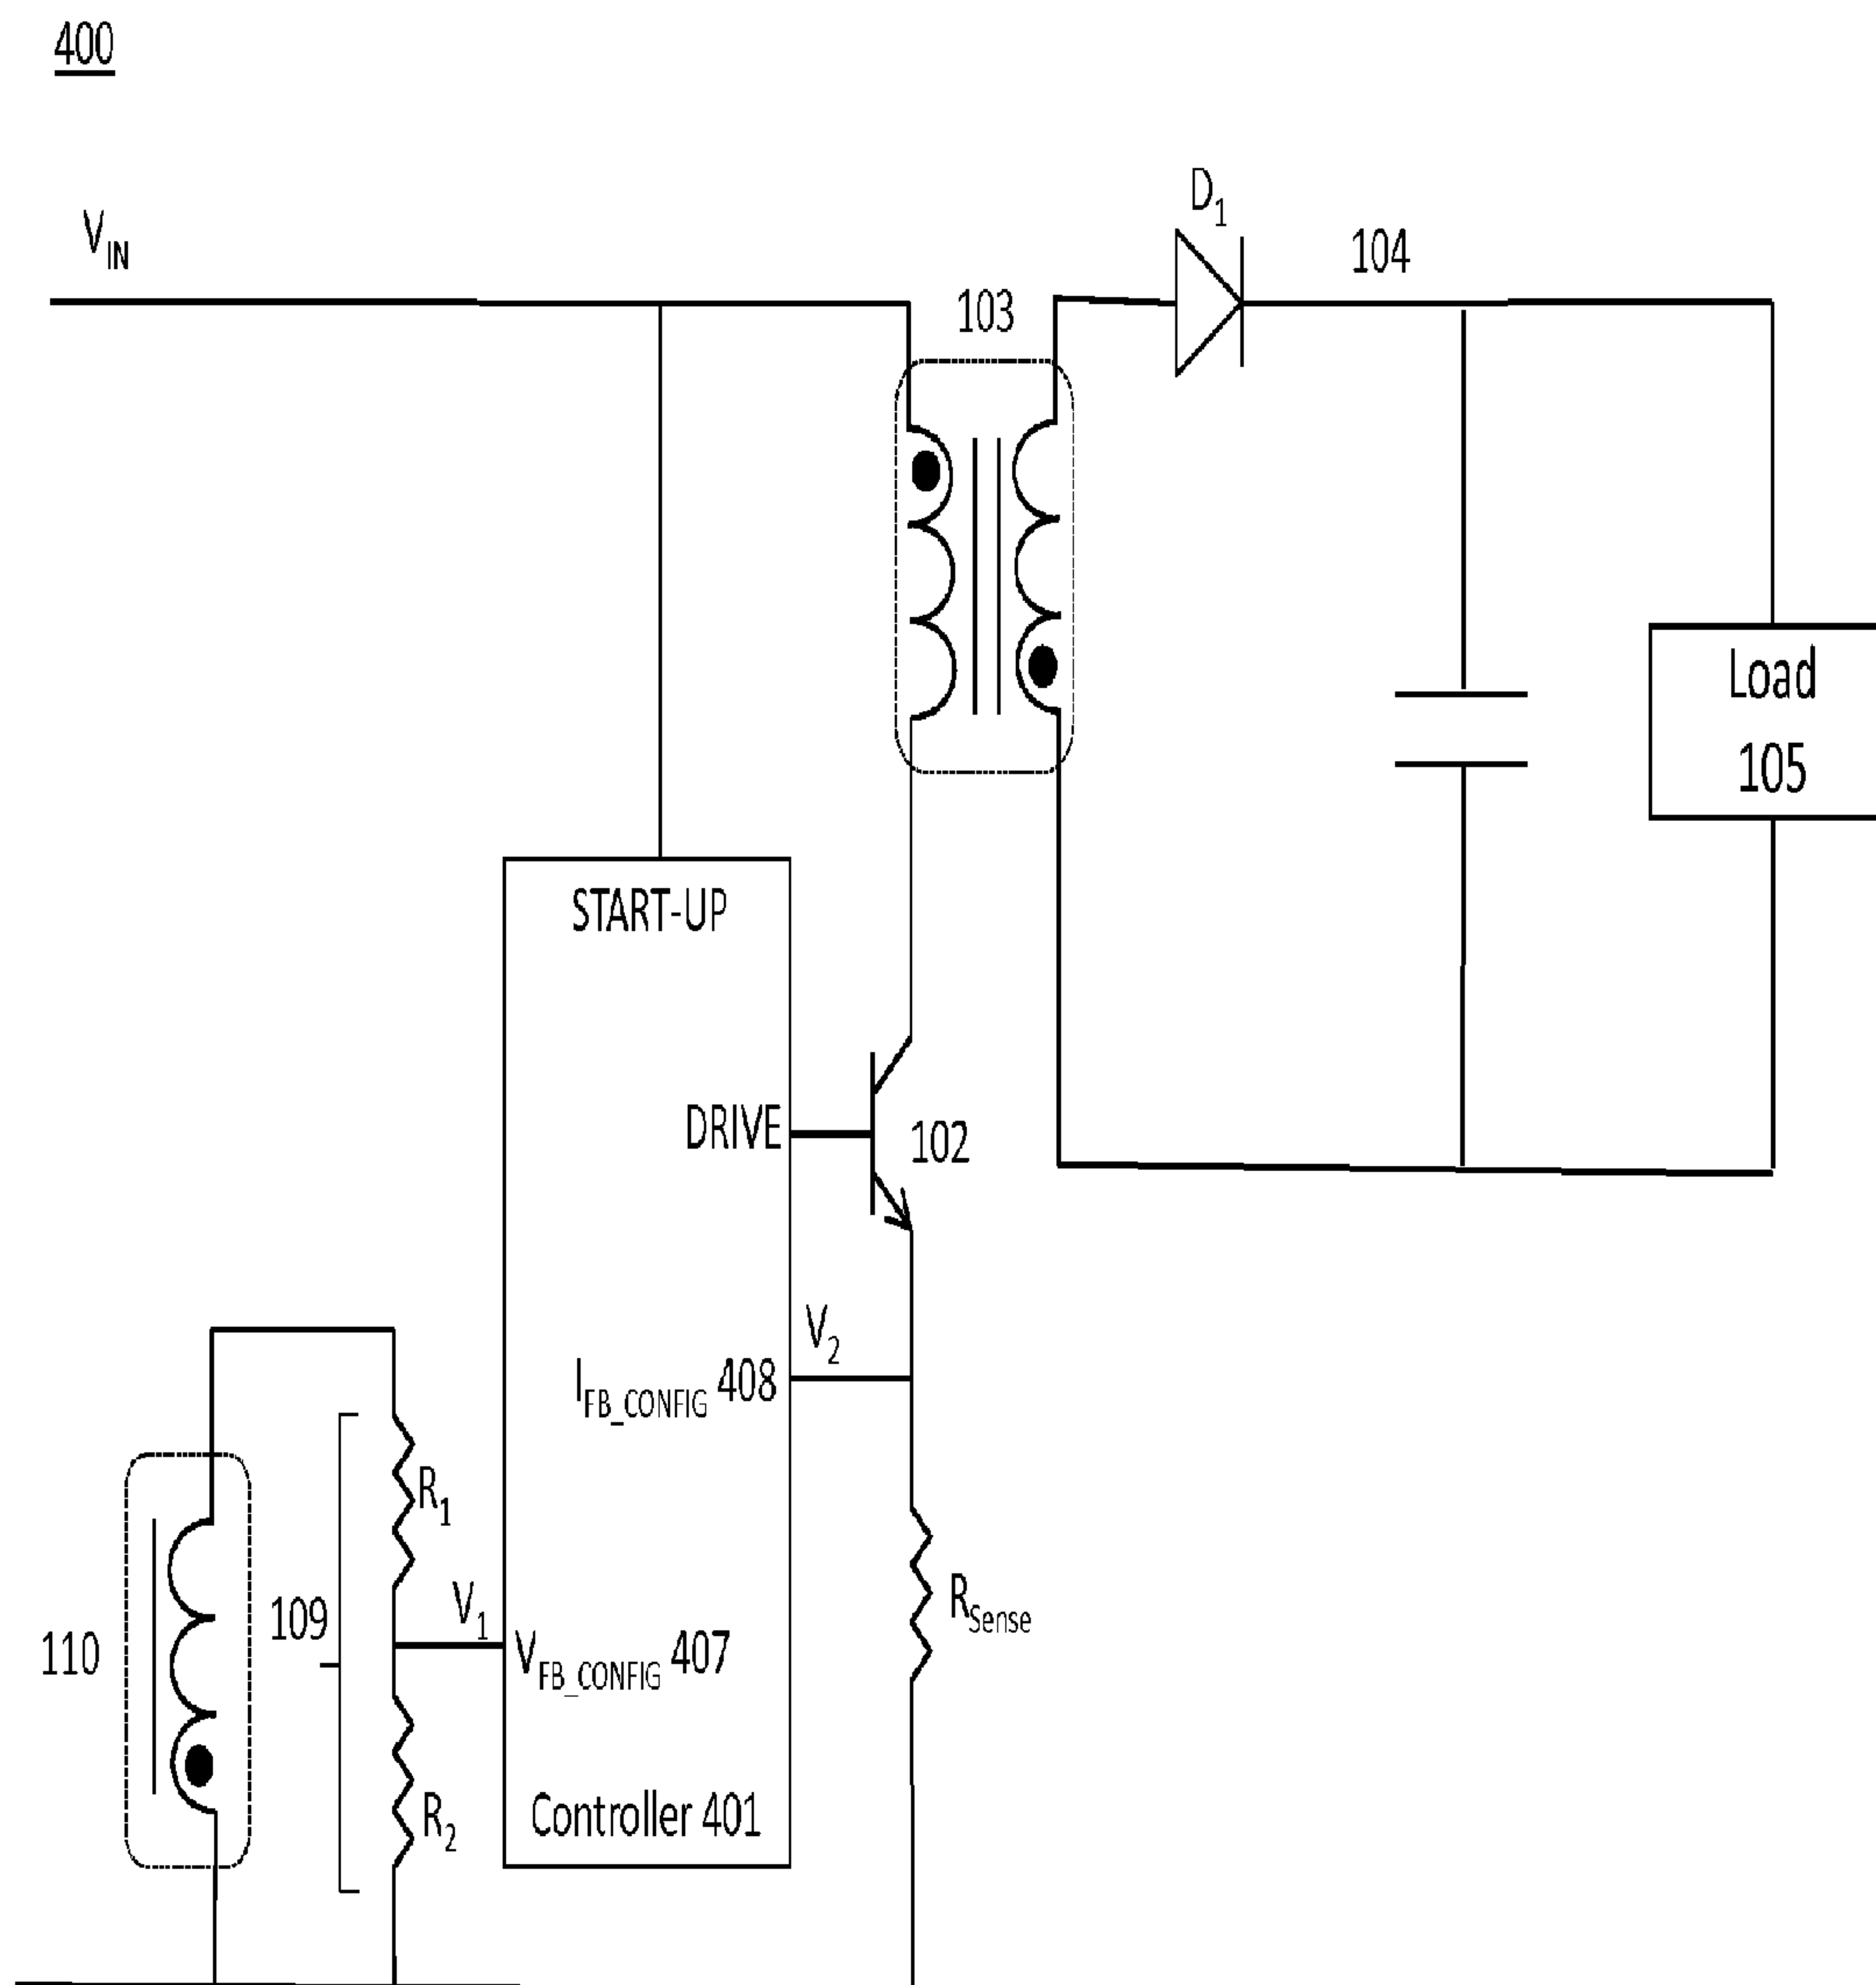 400
V_IN
D_1
104
103
Load
105
START-UP
DRIVE
102
V_2
I_FB_CONFIG 408
R_1
R_Sense
V_1
109
110
V_FB_CONFIG 407
R_2
Controller 401